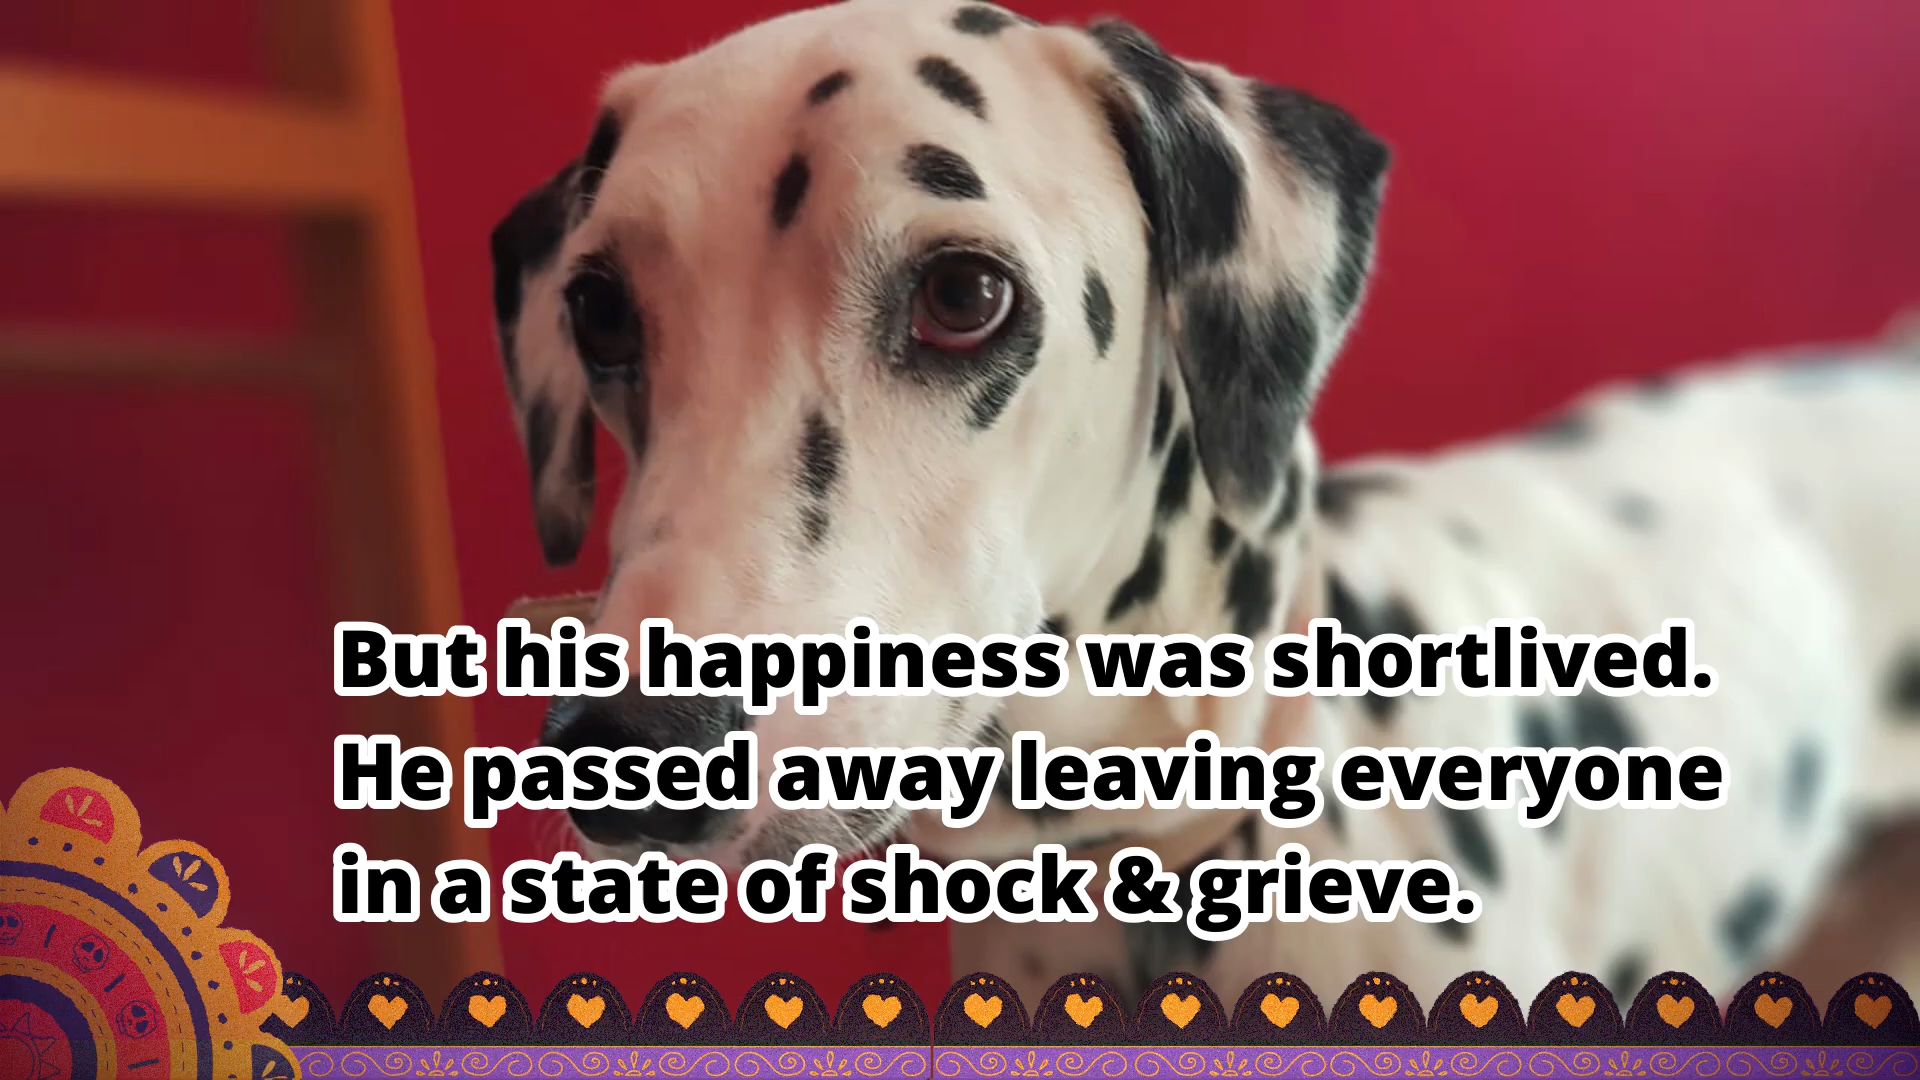 But his happiness was shortlived.
He passed away leaving everyone
in a state of shock & grieve.